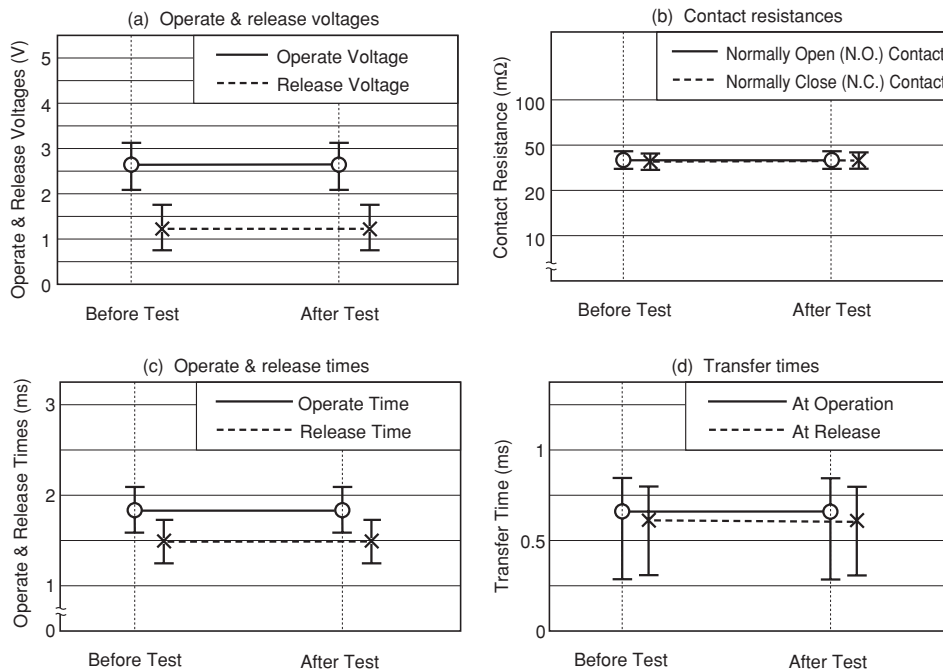 (a) Operate & release voltages
Operate & Release Voltages (V)
5
4
3
2
1
0
Operate Voltage
Release Voltage
Before Test
After Test
(b) Contact resistances
Contact Resistance (mΩ)
100
50
20
10
Normally Open (N.O.) Contact
Normally Close (N.C.) Contact
Before Test
After Test
(c) Operate & release times
Operate & Release Times (ms)
3
2
1
0
Operate Time
Release Time
Before Test
After Test
(d) Transfer times
Transfer Time (ms)
1
0.5
0
At Operation
At Release
Before Test
After Test